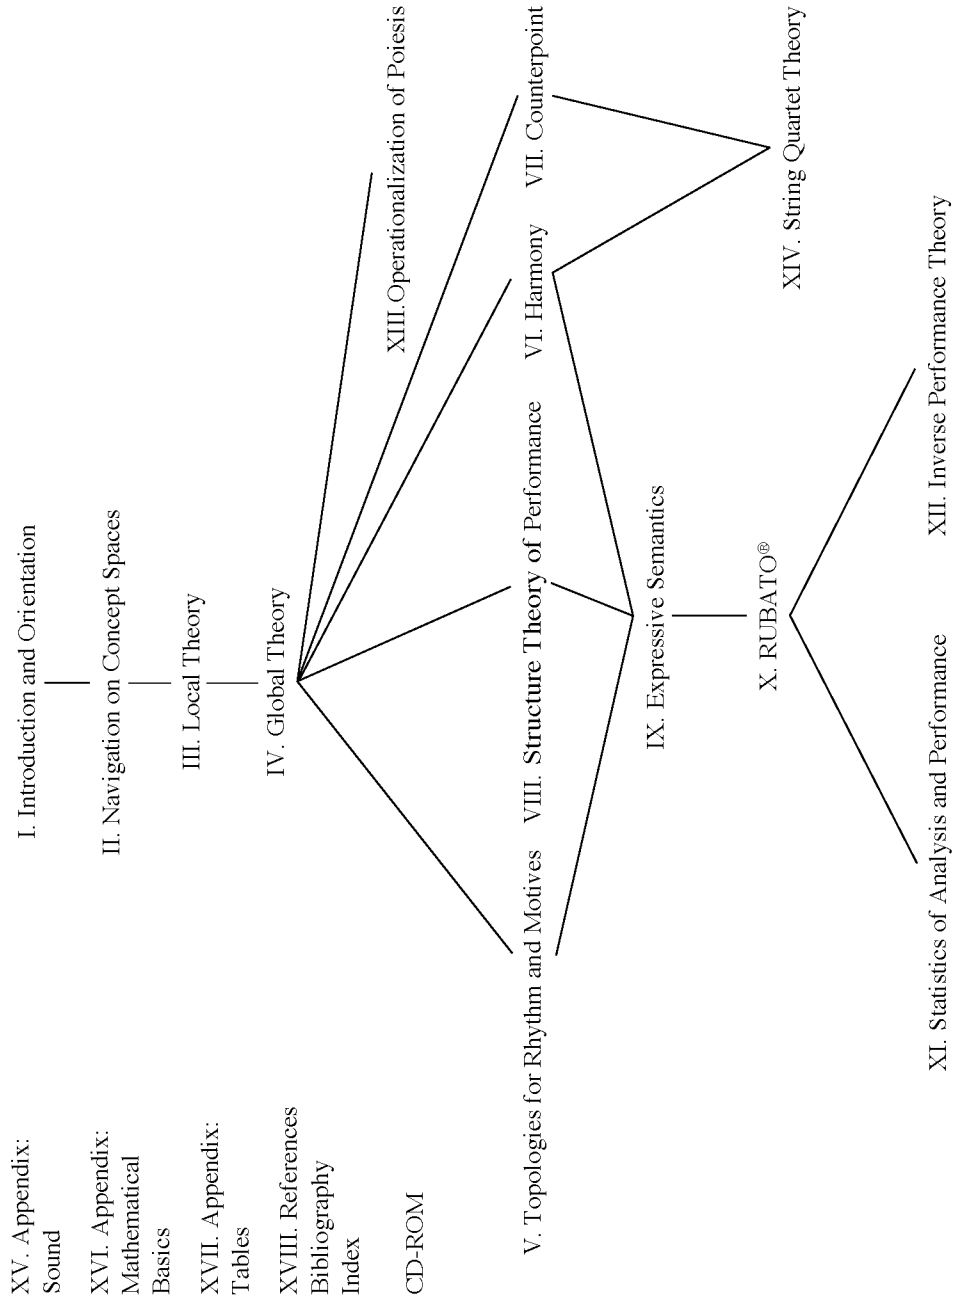 XV. Appendix:
Sound
XVI. Appendix:
Mathematical
Basics
XVII. Appendix:
Tables
XVIII. References
Bibliography
Index
CD-ROM
I. Introduction and Orientation
II. Navigation on Concept Spaces
III. Local Theory
IV. Global Theory
XIII.Operationalization of Poiesis
V. Topologies for Rhythm and Motives
VIII. Structure Theory of Performance
VI. Harmony
VII. Counterpoint
IX. Expressive Semantics
X. RUBATO®
XIV. String Quartet Theory
XI. Statistics of Analysis and Performance
XII. Inverse Performance Theory